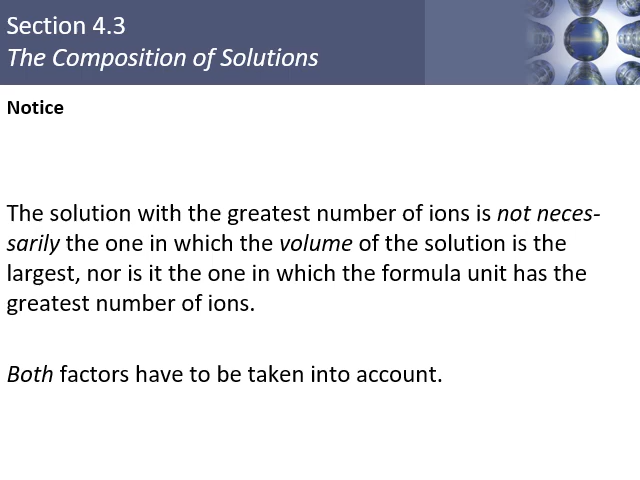 Section 4.3
The Composition of Solutions
Notice
The solution with the greatest number of ions is not neces-
sarily the one in which the volume of the solution is the
largest, nor is it the one in which the formula unit has the
greatest number of ions.
Both factors have to be taken into account.